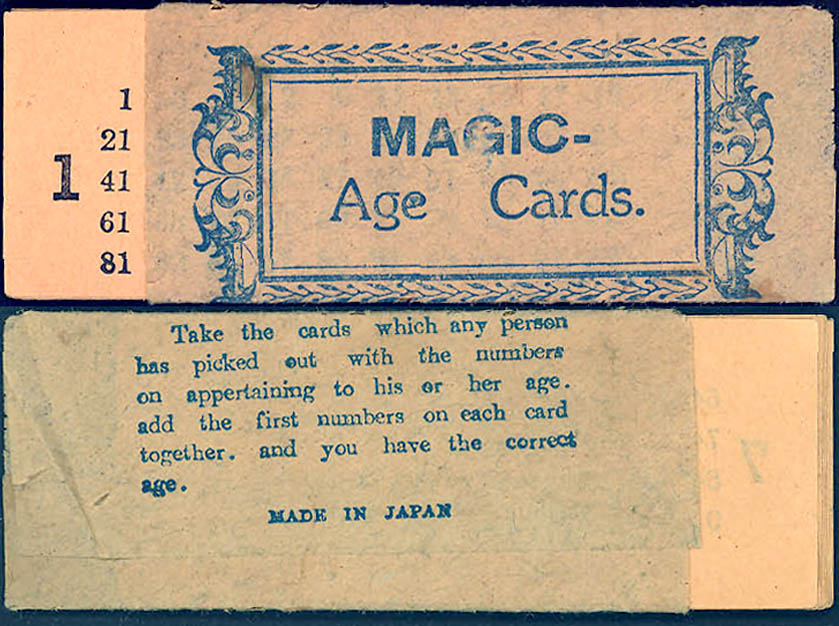 1
21
1 41
61
81
MAGIC-
Age Cards.
Take the cards which any person
has picked out with the numbers
on appertaining to his or her age.
add the first numbers on each card
together. and you have the correct
age.
MADE IN JAPAN